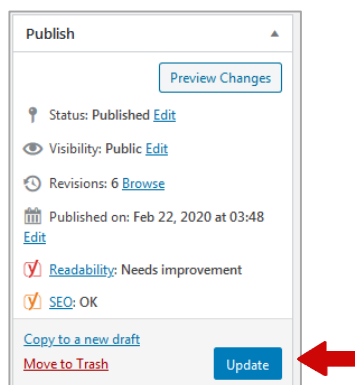 Publish
Preview Changes
Status: Published Edit
Visibility: Public Edit
Revisions: 6 Browse
Published on: Feb 22, 2020 at 03:48
Edit
Readability: Needs improvement
SEO: OK
Copy to a new draft
Move to Trash
Update